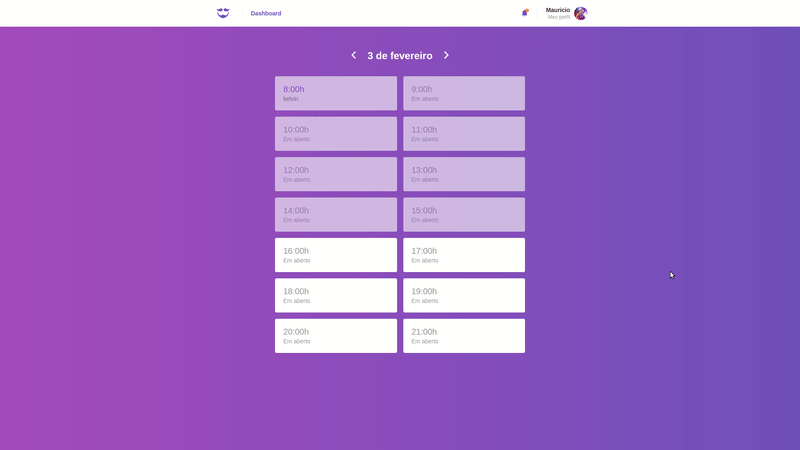 Dashboard
Mauricio
Meu perfil
3 de fevereiro
8:00h
kelvin
9:00h
Em aberto
10:00h
Em aberto
11:00h
Em aberto
12:00h
Em aberto
13:00h
Em aberto
14:00h
Em aberto
15:00h
Em aberto
16:00h
Em aberto
17:00h
Em aberto
18:00h
Em aberto
19:00h
Em aberto
20:00h
Em aberto
21:00h
Em aberto